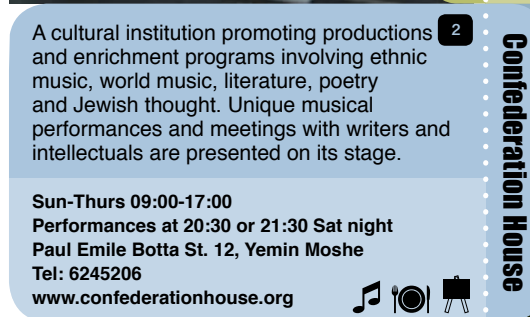 A cultural institution promoting productions
and enrichment programs involving ethnic
music, world music, literature, poetry
and Jewish thought. Unique musical
performances and meetings with writers and
intellectuals are presented on its stage.
2
Sun-Thurs 09:00-17:00
Performances at 20:30 or 21:30 Sat night
Paul Emile Botta St. 12, Yemin Moshe
Tel: 6245206
www.confederationhouse.org
Confederation House